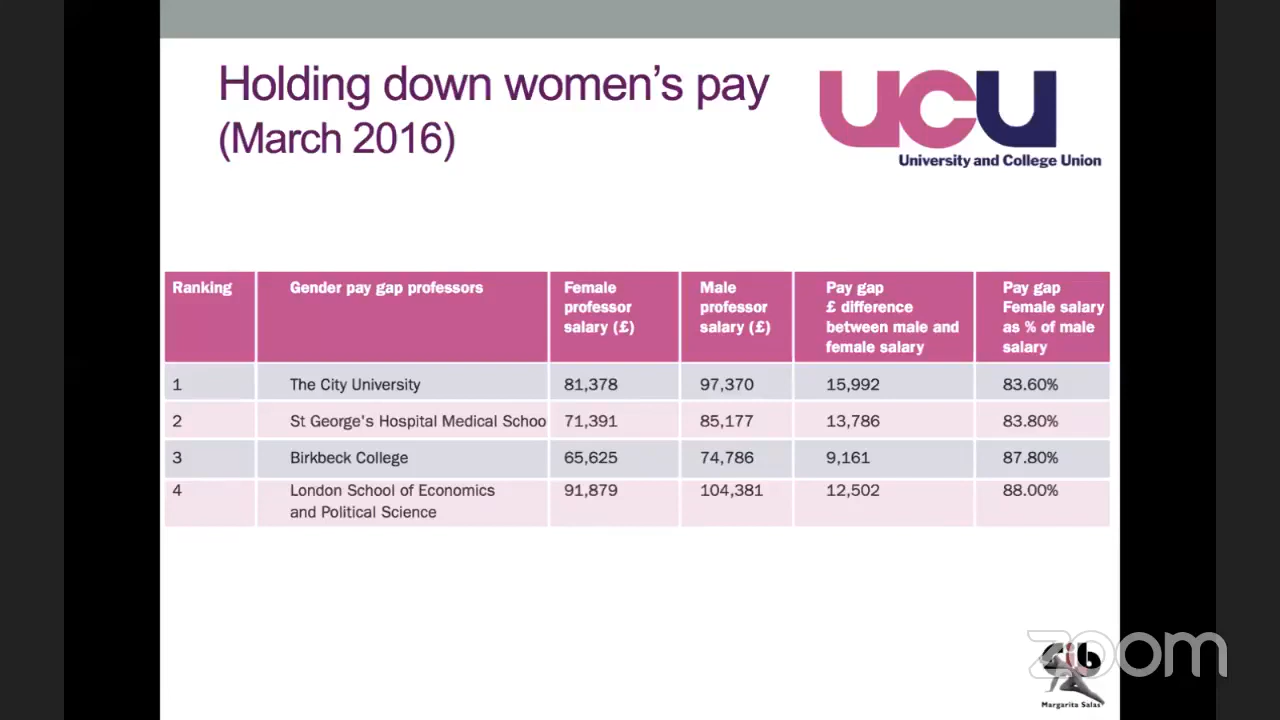 Holding down women's pay
(March 2016)
UCU
University and College Union
Ranking
Gender pay gap professors
Female
professor
salary (£)
Male
professor
salary (£)
Pay gap
£ difference
between male and
female salary
Pay gap
Female salary
as % of male
salary
1 The City University 81,378 97,370 15,992 83.60%
2 St George's Hospital Medical Schoo 71,391 85,177 13,786 83.80%
3 Birkbeck College 65,625 74,786 9,161 87.80%
4 London School of Economics 91,879 104,381 12,502 88.00%
and Political Science
zoom
Margarita Salas